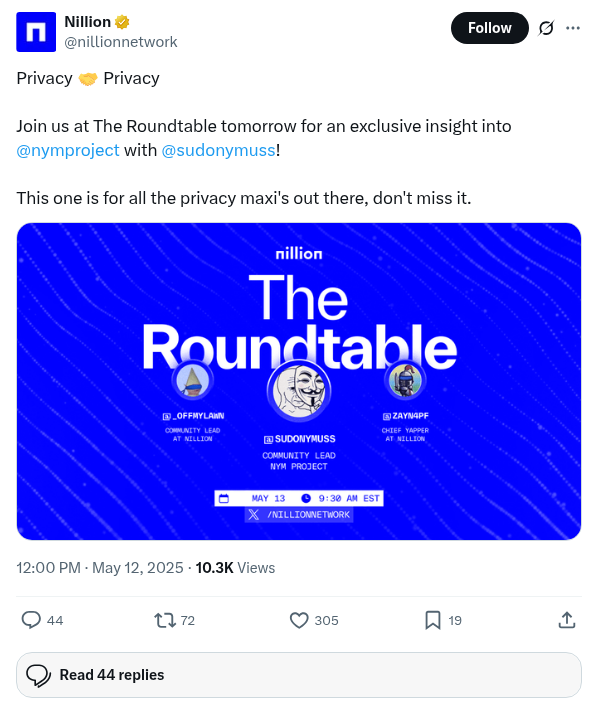 Nillion
@nillionnetwork
Follow
Privacy 🤝 Privacy
Join us at The Roundtable tomorrow for an exclusive insight into
@nymproject with @sudonymuss!
This one is for all the privacy maxi's out there, don't miss it.
nillion
The
Roundtable
@_OFFMYLAWN
COMMUNITY LEAD
AT NILLION
@SUDONYMUSS
COMMUNITY LEAD
NYM PROJECT
@ZAYN4PF
CHIEF YAPPER
AT NILLION
MAY 13 9:30 AM EST
X /NILLIONNETWORK
12:00 PM · May 12, 2025 · 10.3K Views
44 72 305 19
Read 44 replies